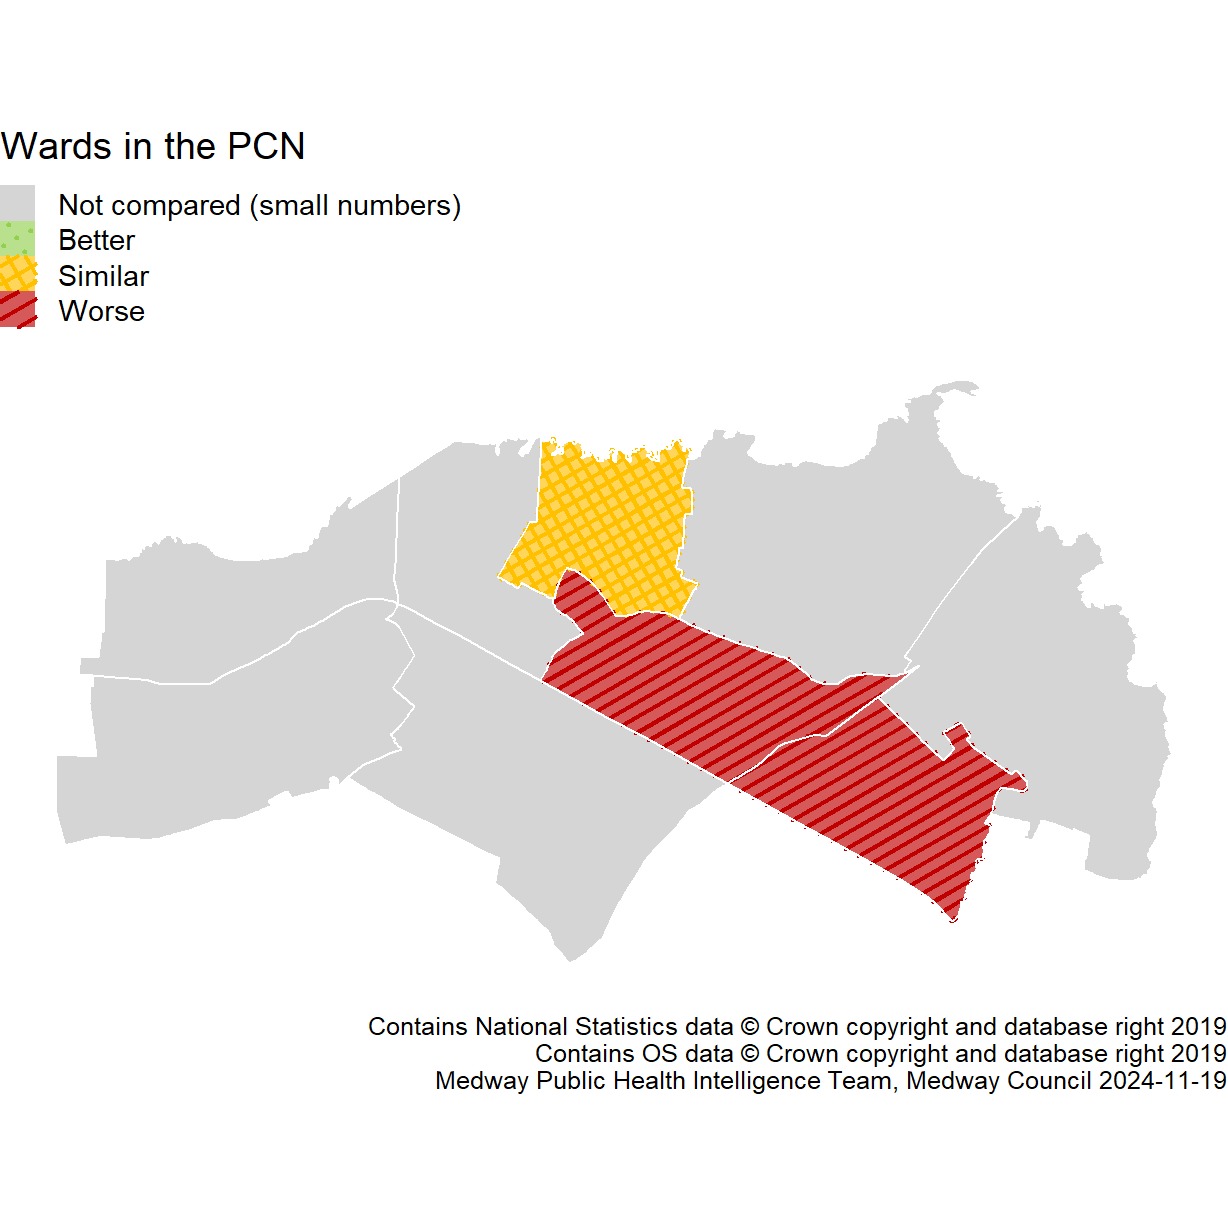 Wards in the PCN
Not compared (small numbers)
Better
Similar
Worse
Contains National Statistics data © Crown copyright and database right 2019
Contains OS data © Crown copyright and database right 2019
Medway Public Health Intelligence Team, Medway Council 2024-11-19